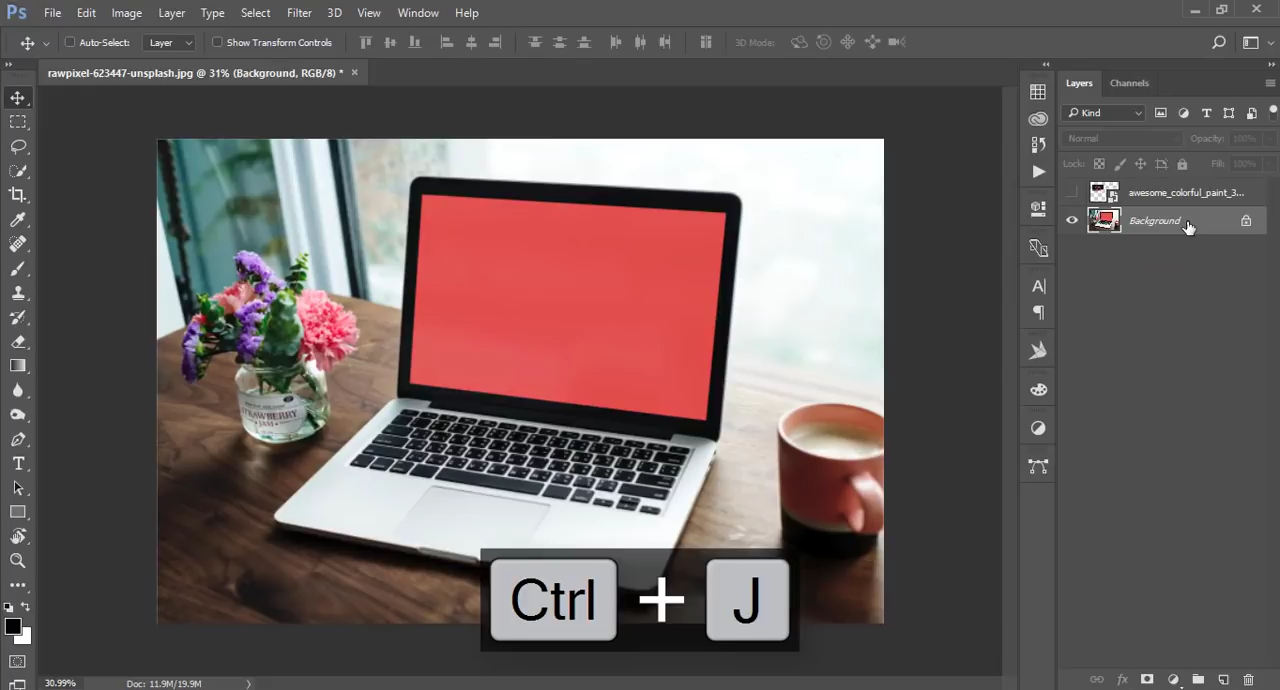 Ps File Edit Image Layer Type Select Filter 3D View Window Help
Auto-Select: Layer Show Transform Controls 3D Mode:
rawpixel-623447-unsplash.jpg @ 31% (Background, RGB/8) * ×
Layers Channels
Kind
Normal Opacity: 100%
Lock: Fill: 100%
awesome_colorful_paint_3...
Background
STRAWBERRY
JAM
Ctrl + J
30.99% Doc: 11.9M/19.9M